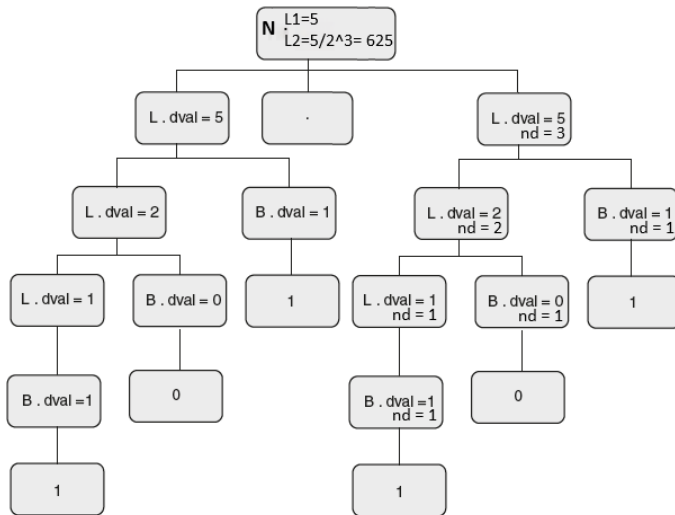 N
L1=5
L2=5/2^3= 625
L . dval = 5
.
L . dval = 5
nd = 3
L . dval = 2
B . dval = 1
L . dval = 2
nd = 2
B . dval = 1
nd = 1
L . dval = 1
B . dval = 0
1
L . dval = 1
nd = 1
B . dval = 0
nd = 1
1
B . dval =1
0
B . dval =1
nd = 1
0
1
1